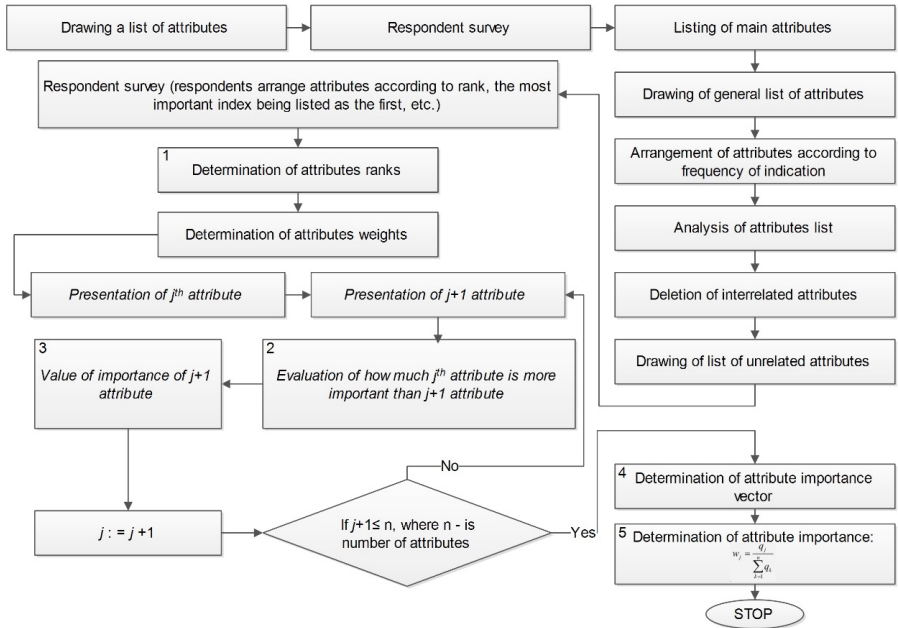 Drawing a list of attributes
Respondent survey
Listing of main attributes
Drawing of general list of attributes
Arrangement of attributes according to
frequency of indication
Analysis of attributes list
Deletion of interrelated attributes
Drawing of list of unrelated attributes
Respondent survey (respondents arrange attributes according to rank, the most
important index being listed as the first, etc.)
1
Determination of attributes ranks
Determination of attributes weights
Presentation of jth attribute
Presentation of j+1 attribute
2
Evaluation of how much jth attribute is more
important than j+1 attribute
3
Value of importance of j+1
attribute
j : = j +1
If j+1≤ n, where n - is
number of attributes
No
Yes
4
Determination of attribute importance
vector
5
Determination of attribute importance:
w_j = q_j / ∑_{k=1}^{n} q_k
STOP